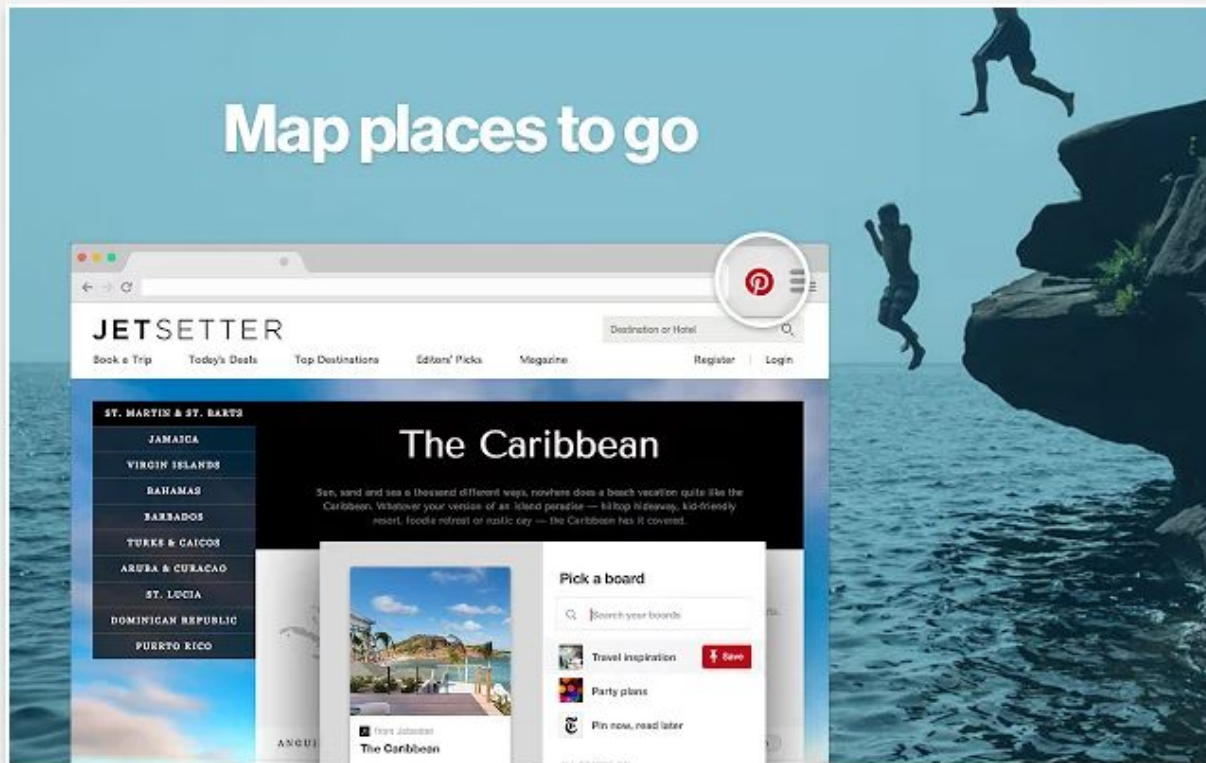 Map places to go
JETSETTER
Destination or Hotel
Book a Trip Today's Deals Top Destinations Editors' Picks Magazine Register Login
ST. MARTIN & ST. BARTS
JAMAICA
VIRGIN ISLANDS
BAHAMAS
BARBADOS
TURKS & CAICOS
ARUBA & CURACAO
ST. LUCIA
DOMINICAN REPUBLIC
PUERTO RICO
The Caribbean
Sun, sand and sea a thousand different ways, nowhere does a beach vacation quite like the
Caribbean. Whatever your version of an island paradise — hilltop hideaway, kid-friendly
resort, foodie retreat or rustic cay — the Caribbean has it covered.
Pick a board
Search your boards
Travel inspiration Save
Party plans
Pin now, read later
from Jetsetter
The Caribbean
ANGUI